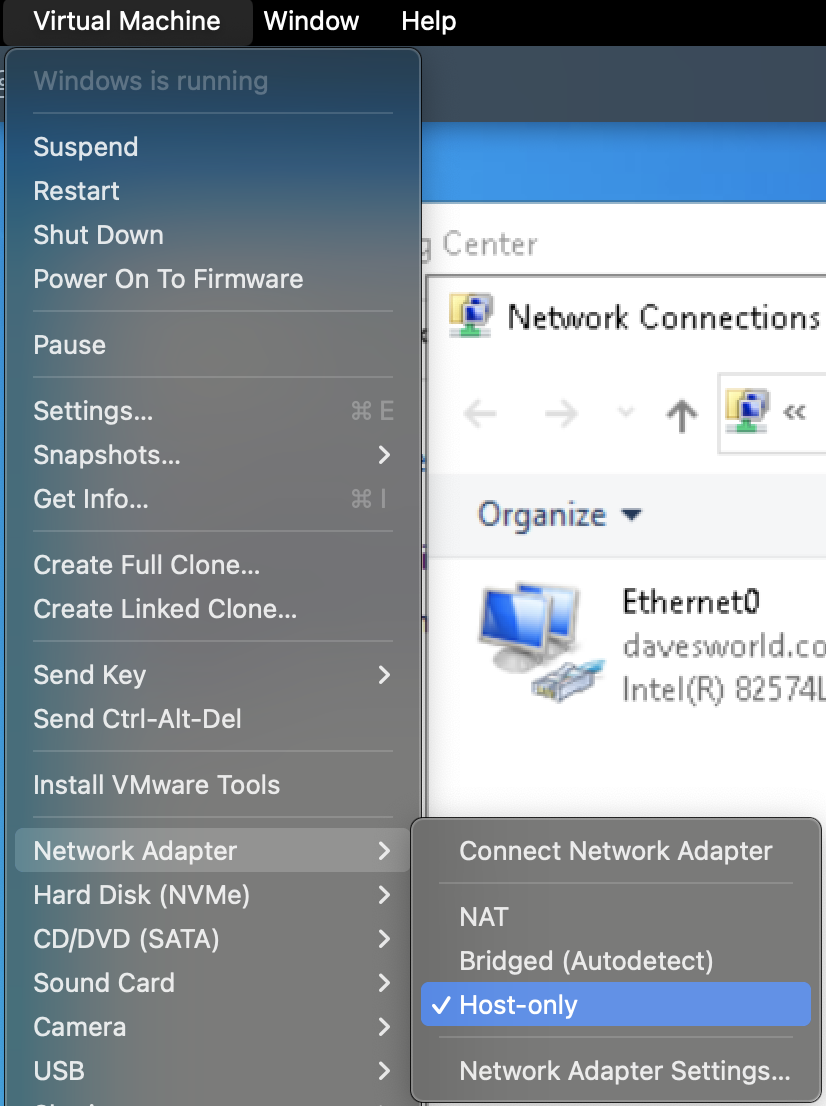 Virtual Machine Window Help
Windows is running
Suspend
Restart
Shut Down
Power On To Firmware
Pause
Settings... ⌘ E
Snapshots...
Get Info... ⌘ I
Create Full Clone...
Create Linked Clone...
Send Key
Send Ctrl-Alt-Del
Install VMware Tools
Network Adapter
Hard Disk (NVMe)
CD/DVD (SATA)
Sound Card
Camera
USB
Connect Network Adapter
NAT
Bridged (Autodetect)
✓ Host-only
Network Adapter Settings...
g Center
Network Connections
«
Organize
Ethernet0
davesworld.co
Intel(R) 82574L